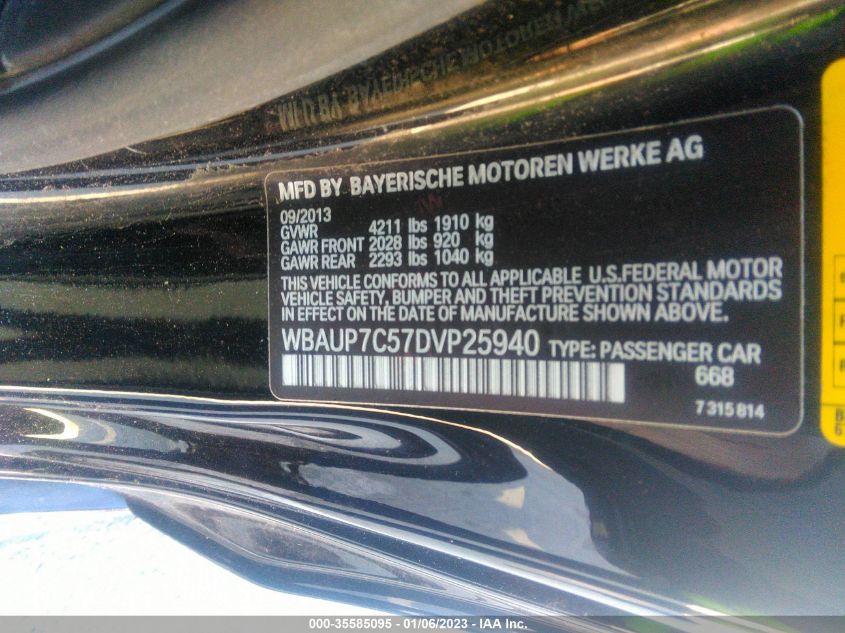 MFD BY BAYERISCHE MOTOREN WERKE AG
09/2013
GVWR 4211 lbs 1910 kg
GAWR FRONT 2028 lbs 920 kg
GAWR REAR 2293 lbs 1040 kg
THIS VEHICLE CONFORMS TO ALL APPLICABLE U.S.FEDERAL MOTOR
VEHICLE SAFETY, BUMPER AND THEFT PREVENTION STANDARDS
IN EFFECT ON THE DATE OF MANUFACTURE SHOWN ABOVE.
WBAUP7C57DVP25940 TYPE: PASSENGER CAR
668
7 315 814
000-35585095 - 01/06/2023 - IAA Inc.